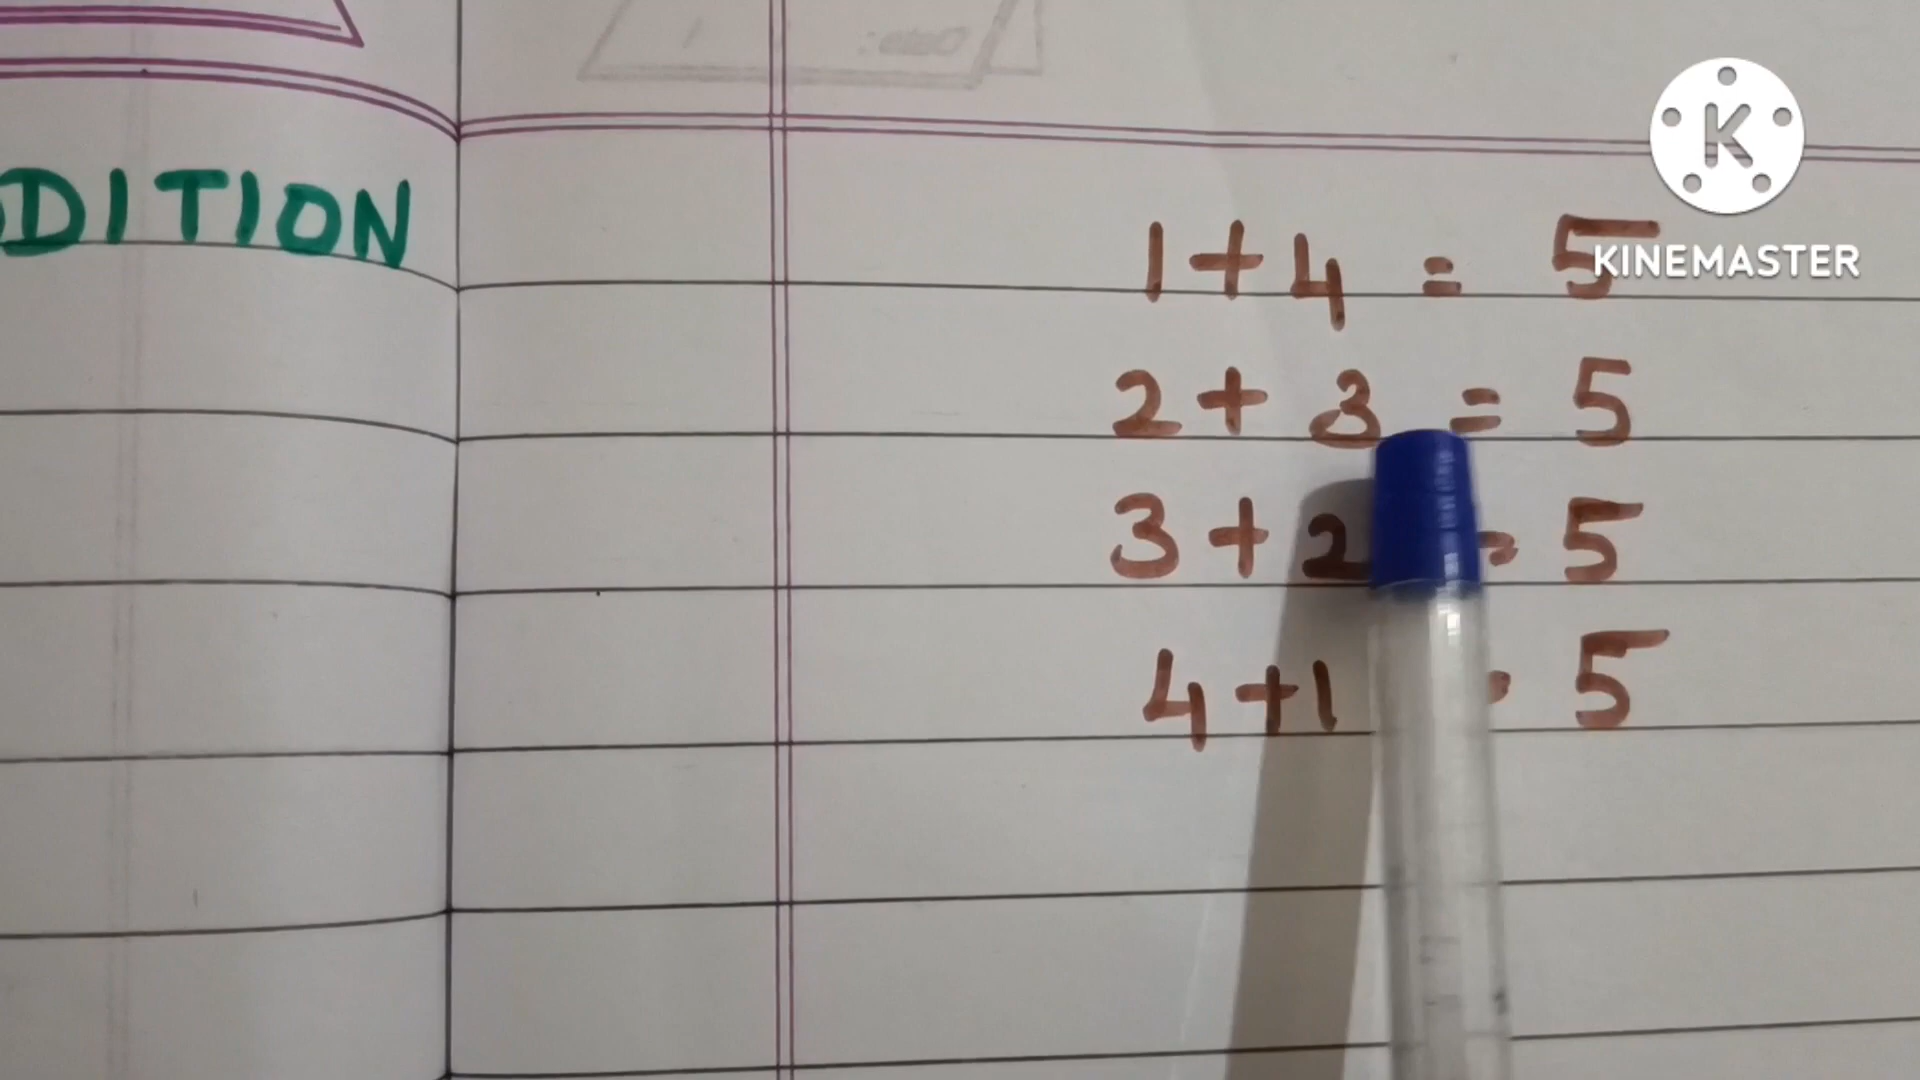 DITION
1 + 4 = 5
2 + 3 = 5
3 + 2 = 5
4 + 1 = 5
KINEMASTER